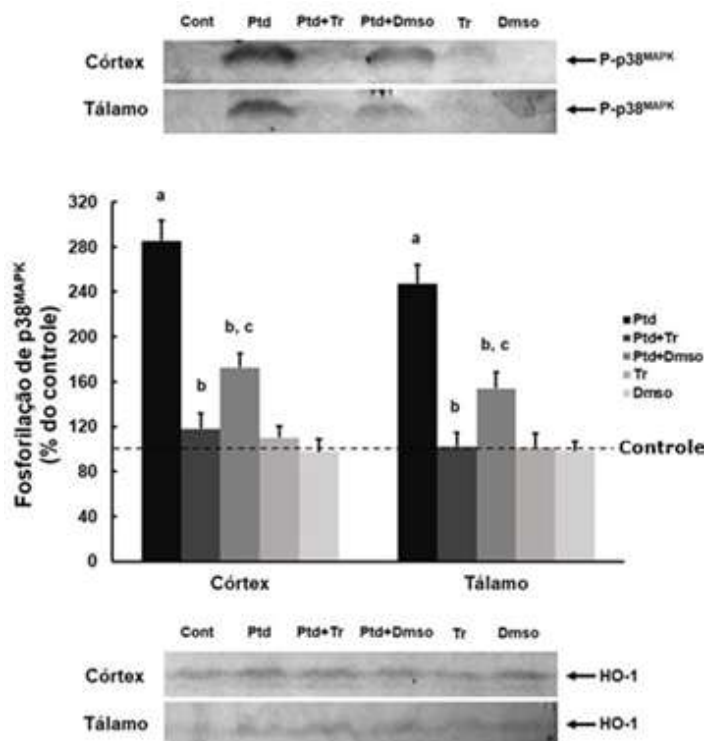 Cont Ptd Ptd+Tr Ptd+Dmso Tr Dmso
Córtex P-p38MAPK
Tálamo P-p38MAPK
Fosforilação de p38MAPK
(% do controle)
320
280
240
200
160
120
80
40
0
a
b
b, c
a
b
b, c
Ptd
Ptd+Tr
Ptd+Dmso
Tr
Dmso
Controle
Córtex Tálamo
Cont Ptd Ptd+Tr Ptd+Dmso Tr Dmso
Córtex HO-1
Tálamo HO-1